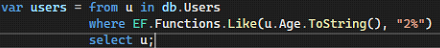 var users = from u in db.Users
where EF.Functions.Like(u.Age.ToString(), "2%")
select u;